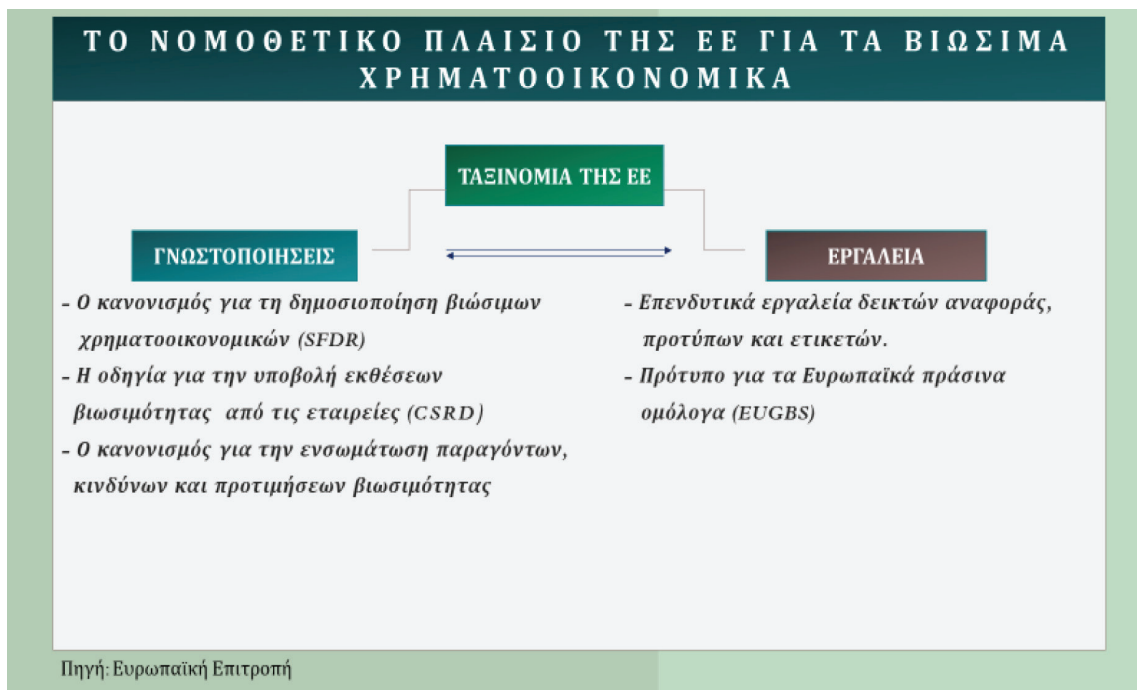 ΤΟ ΝΟΜΟΘΕΤΙΚΟ ΠΛΑΙΣΙΟ ΤΗΣ ΕΕ ΓΙΑ ΤΑ ΒΙΩΣΙΜΑ
ΧΡΗΜΑΤΟΟΙΚΟΝΟΜΙΚΑ
ΤΑΞΙΝΟΜΙΑ ΤΗΣ ΕΕ
ΓΝΩΣΤΟΠΟΙΗΣΕΙΣ
– Ο κανονισμός για τη δημοσιοποίηση βιώσιμων
χρηματοοικονομικών (SFDR)
– Η οδηγία για την υποβολή εκθέσεων
βιωσιμότητας από τις εταιρείες (CSRD)
– Ο κανονισμός για την ενσωμάτωση παραγόντων,
κινδύνων και προτιμήσεων βιωσιμότητας
ΕΡΓΑΛΕΙΑ
– Επενδυτικά εργαλεία δεικτών αναφοράς,
προτύπων και ετικετών.
– Πρότυπο για τα Ευρωπαϊκά πράσινα
ομόλογα (EUGBS)
Πηγή: Ευρωπαϊκή Επιτροπή